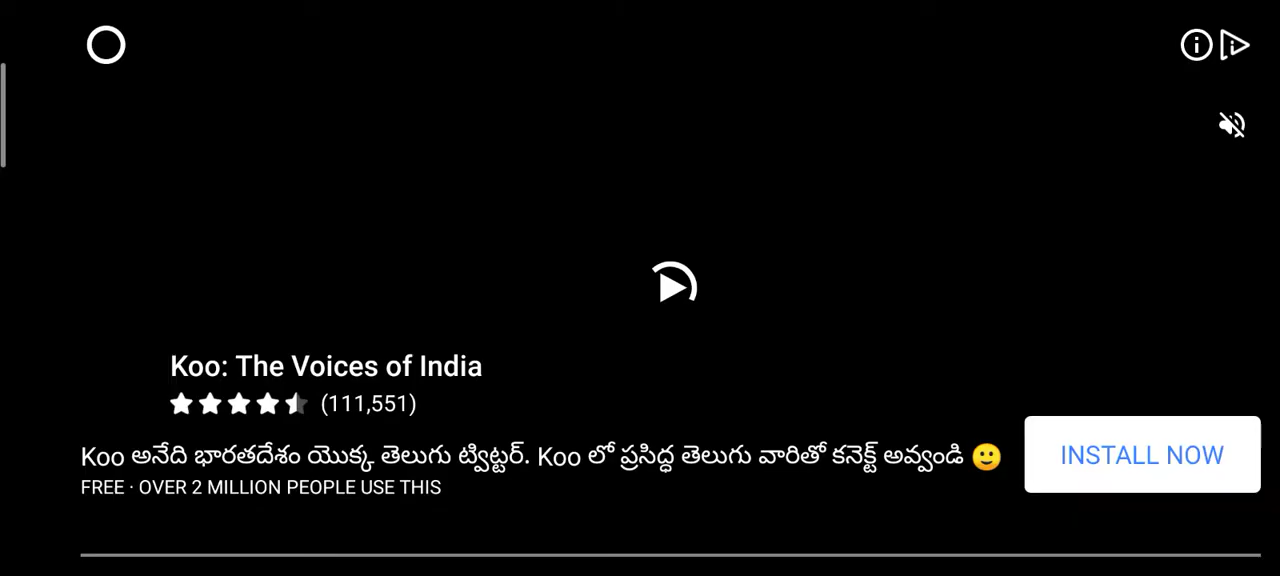 Koo: The Voices of India
(111,551)
Koo అనేది భారతదేశం యొక్క తెలుగు ట్విట్టర్. Koo లో ప్రసిద్ధ తెలుగు వారితో కనెక్ట్ అవ్వండి 🙂
INSTALL NOW
FREE · OVER 2 MILLION PEOPLE USE THIS